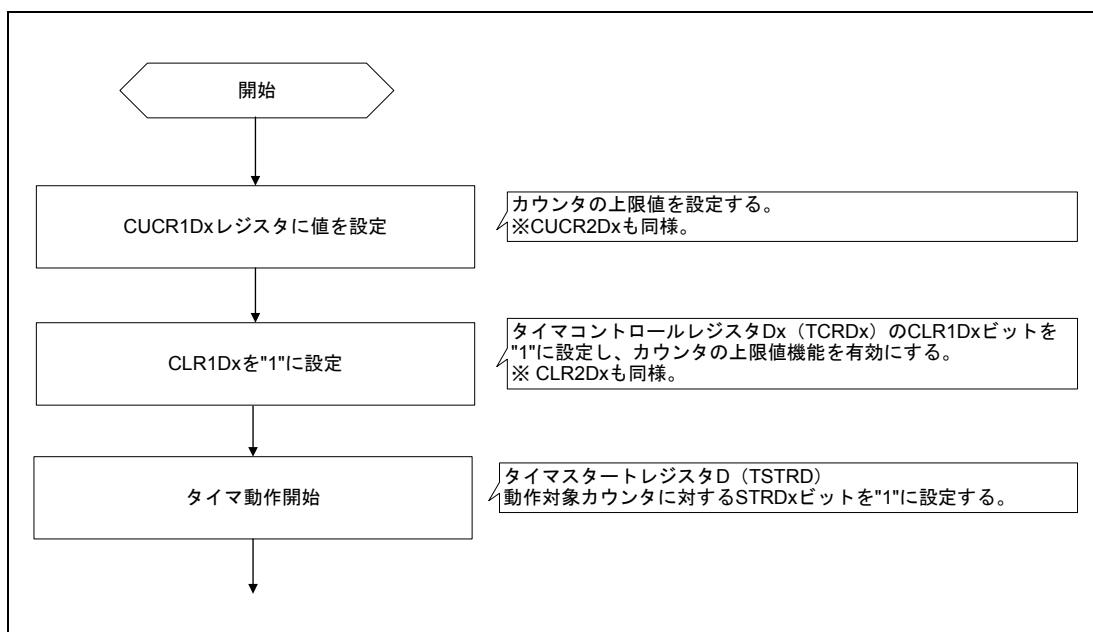 開始
CUCR1Dxレジスタに値を設定
カウンタの上限値を設定する。
※CUCR2Dxも同様。
CLR1Dxを"1"に設定
タイマコントロールレジスタDx（TCRDx）のCLR1Dxビットを
"1"に設定し、カウンタの上限値機能を有効にする。
※ CLR2Dxも同様。
タイマ動作開始
タイマスタートレジスタD（TSTRD）
動作対象カウンタに対するSTRDxビットを"1"に設定する。